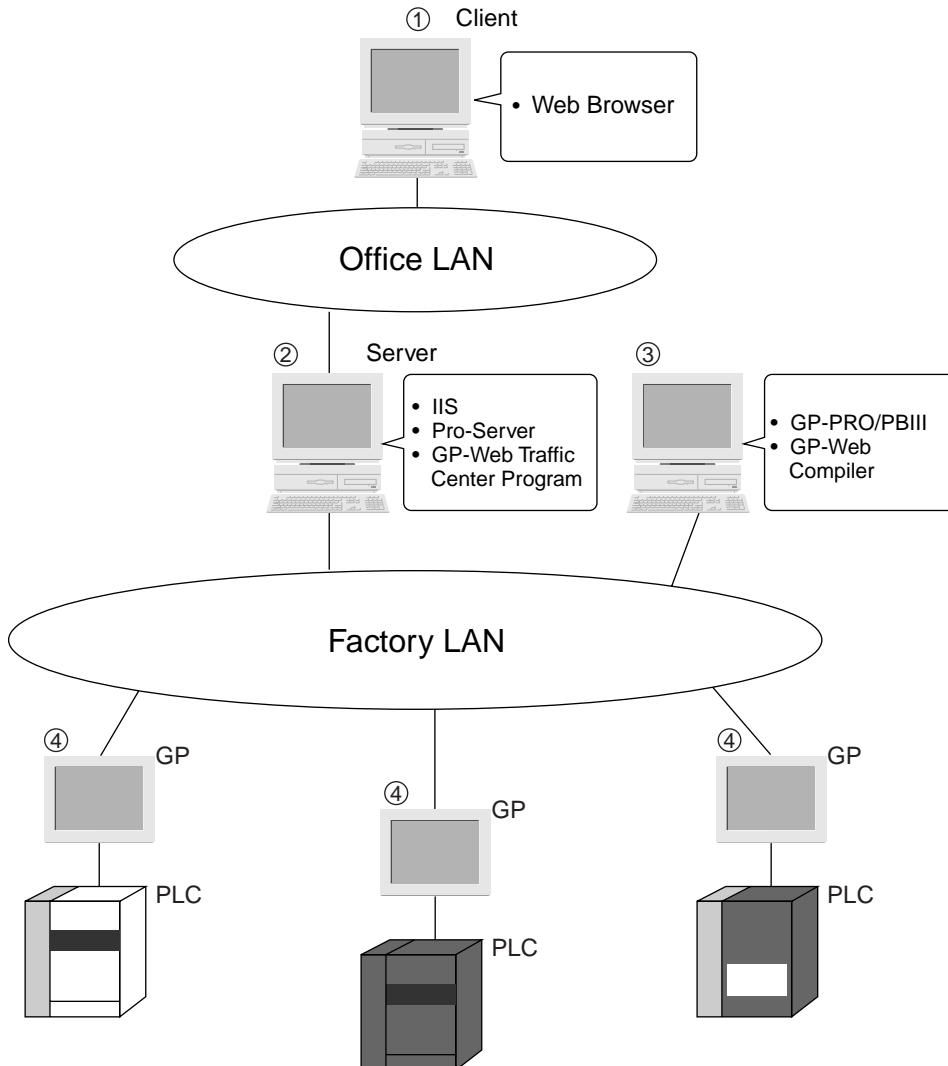 ① Client
• Web Browser
Office LAN
② Server
• IIS
• Pro-Server
• GP-Web Traffic
Center Program
③
• GP-PRO/PBIII
• GP-Web
Compiler
Factory LAN
④
GP
PLC
④
GP
PLC
④
GP
PLC